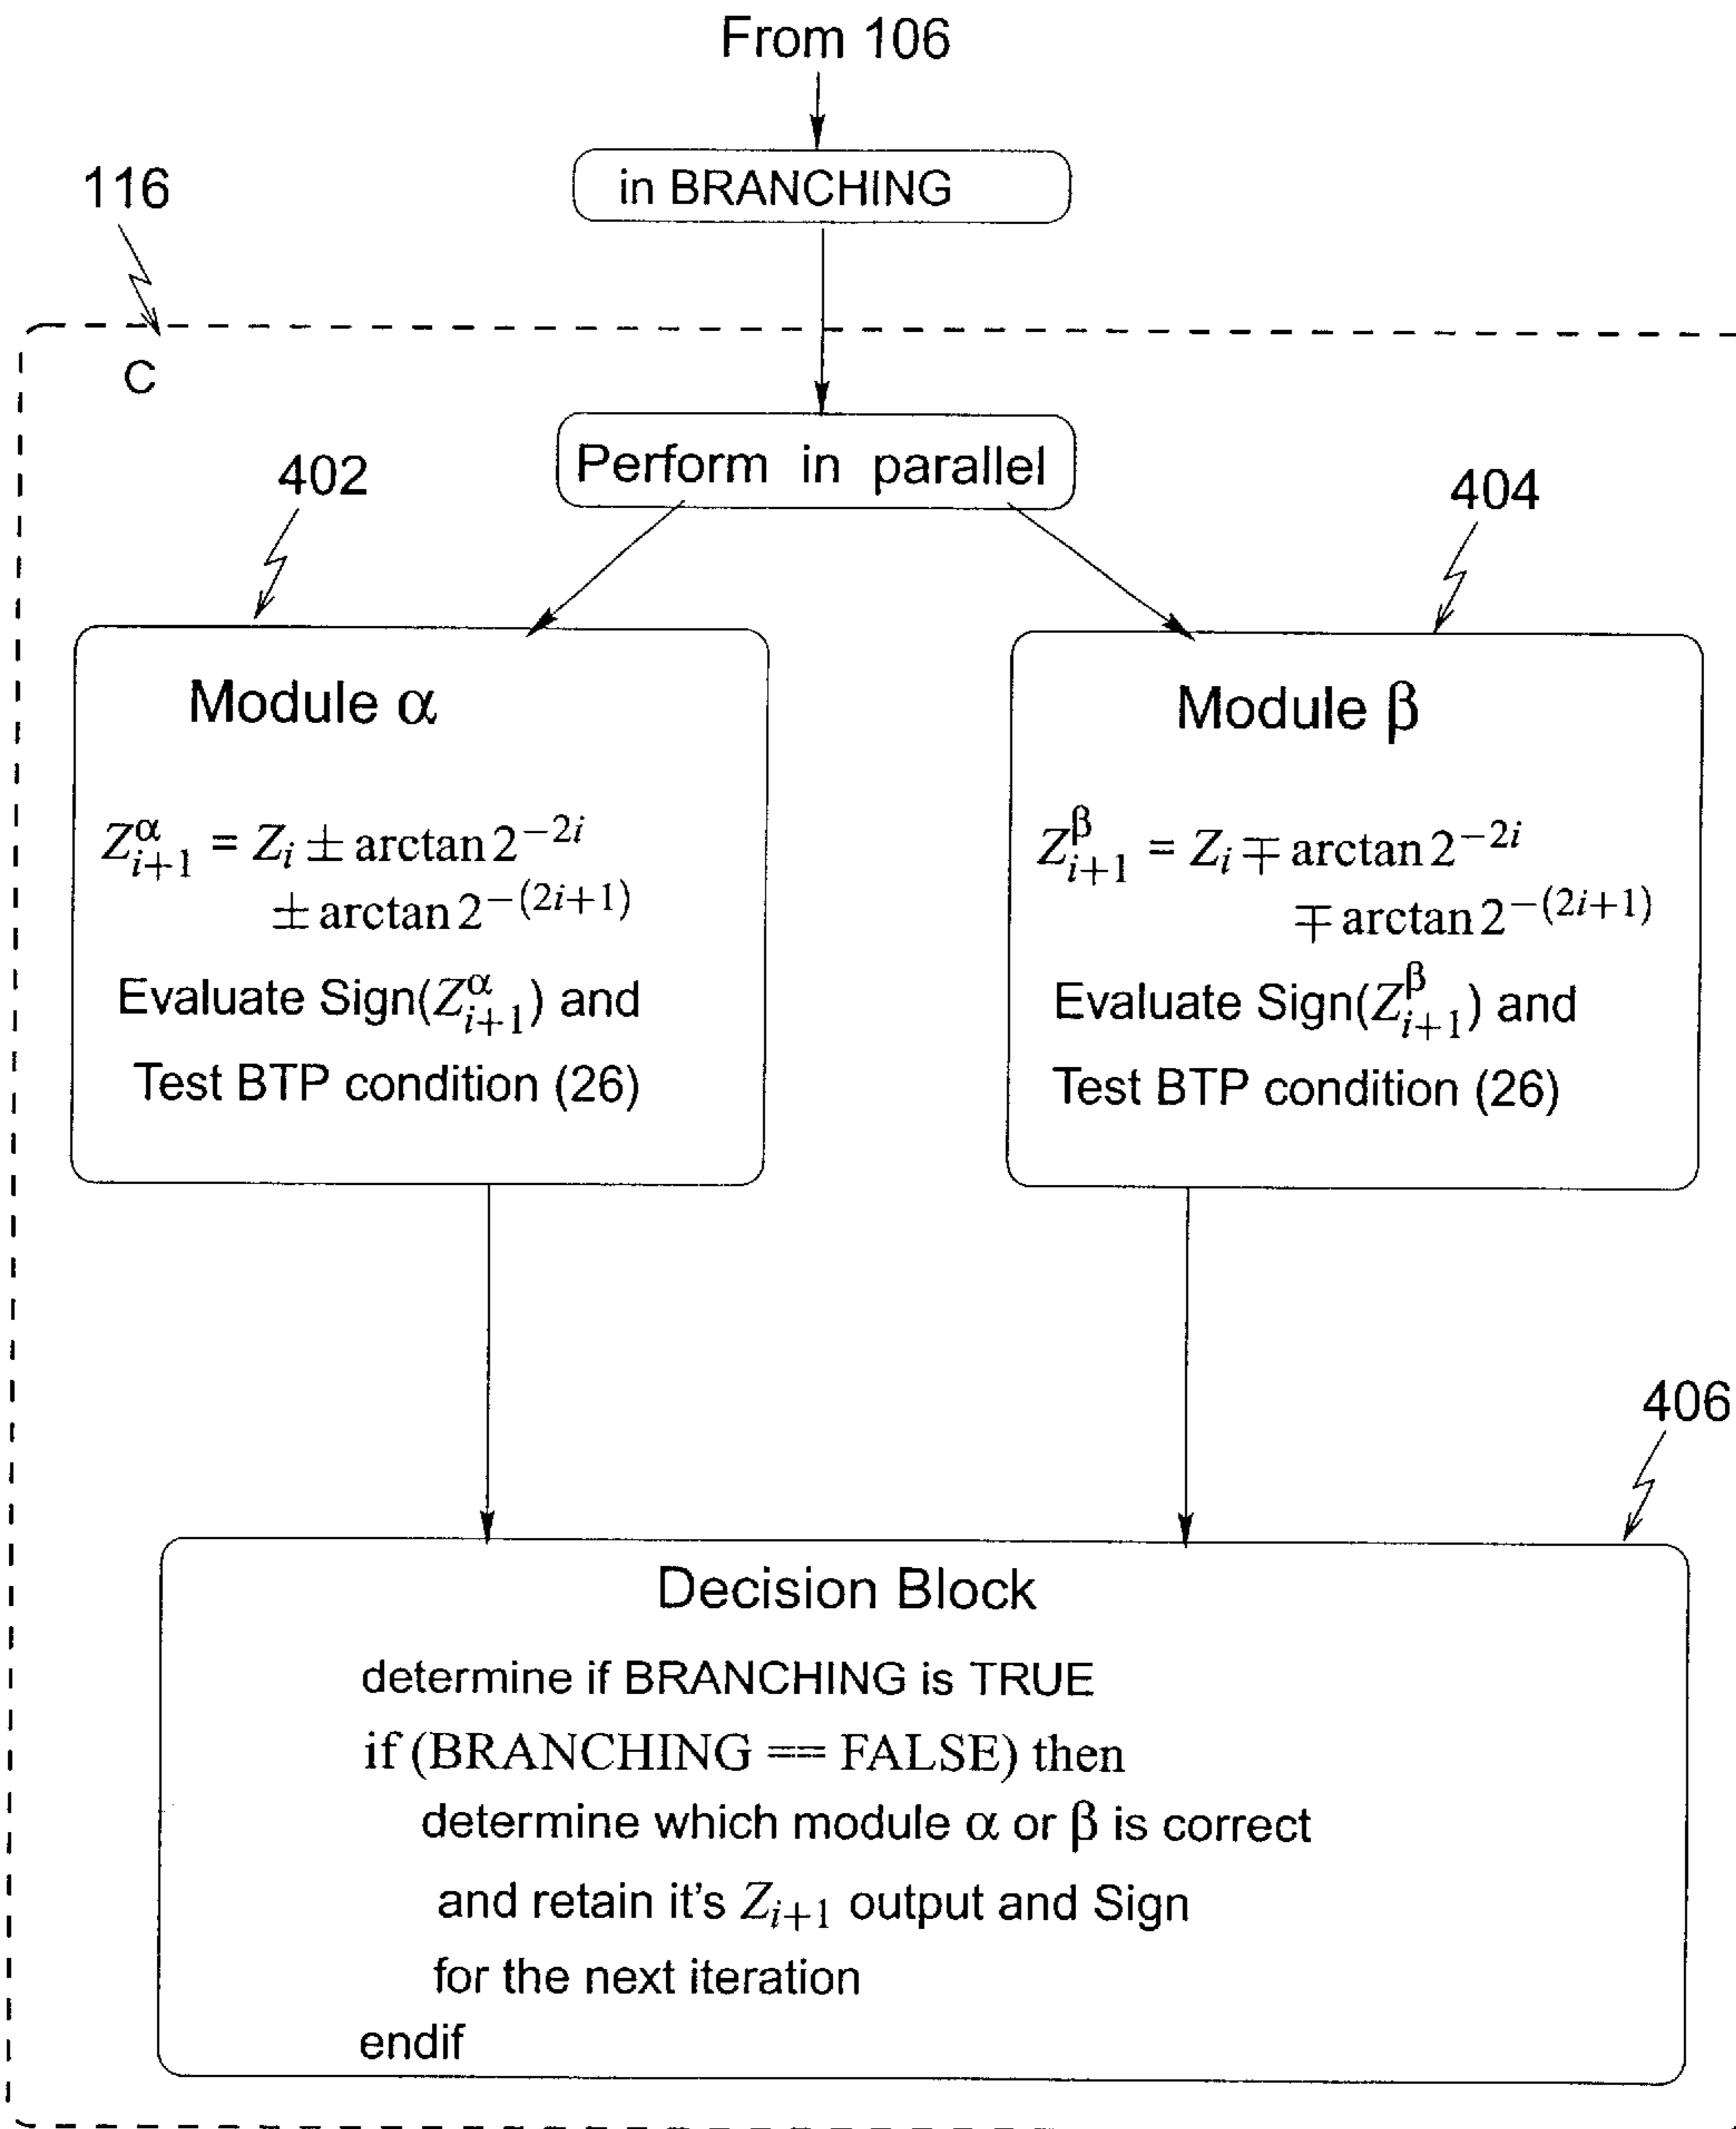 From 106
in BRANCHING
116
C
Perform in parallel
402
404
Module α
Z_{i+1}^α = Z_i ± arctan 2^{-2i}
± arctan 2^{-(2i+1)}
Evaluate Sign(Z_{i+1}^α) and
Test BTP condition (26)
Module β
Z_{i+1}^β = Z_i ∓ arctan 2^{-2i}
∓ arctan 2^{-(2i+1)}
Evaluate Sign(Z_{i+1}^β) and
Test BTP condition (26)
406
Decision Block
determine if BRANCHING is TRUE
if (BRANCHING == FALSE) then
determine which module α or β is correct
and retain it's Z_{i+1} output and Sign
for the next iteration
endif